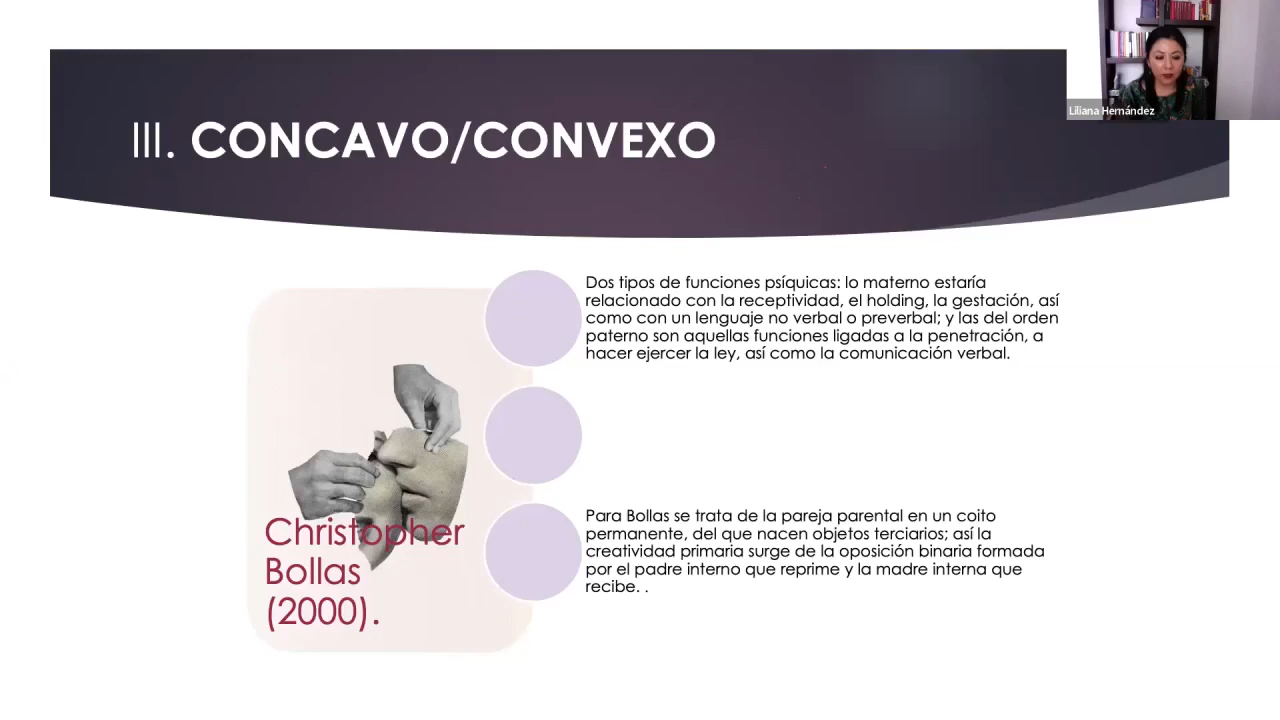 III. CONCAVO/CONVEXO
Liliana Hernández
Dos tipos de funciones psíquicas: lo materno estaría
relacionado con la receptividad, el holding, la gestación, así
como con un lenguaje no verbal o preverbal; y las del orden
paterno son aquellas funciones ligadas a la penetración, a
hacer ejercer la ley, así como la comunicación verbal.
Christopher
Bollas
(2000).
Para Bollas se trata de la pareja parental en un coito
permanente, del que nacen objetos terciarios; así la
creatividad primaria surge de la oposición binaria formada
por el padre interno que reprime y la madre interna que
recibe. .